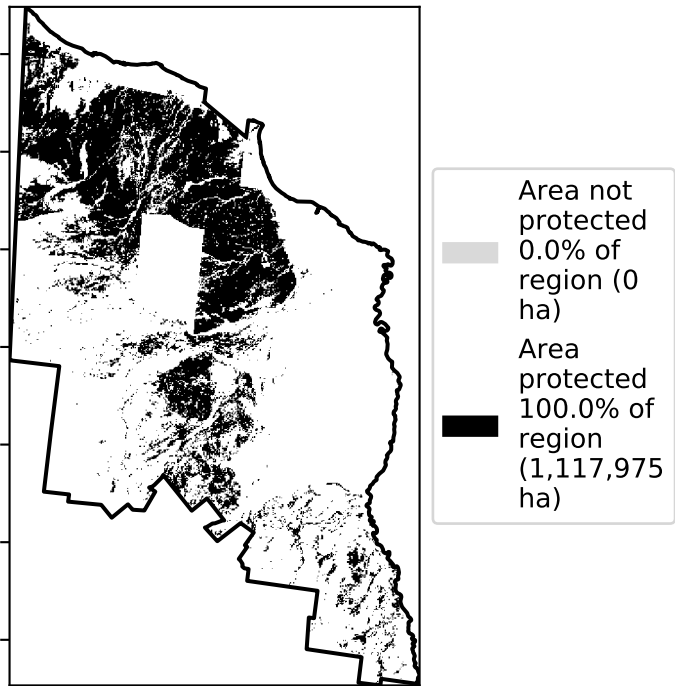 Area not
protected
0.0% of
region (0
ha)
Area
protected
100.0% of
region
(1,117,975
ha)